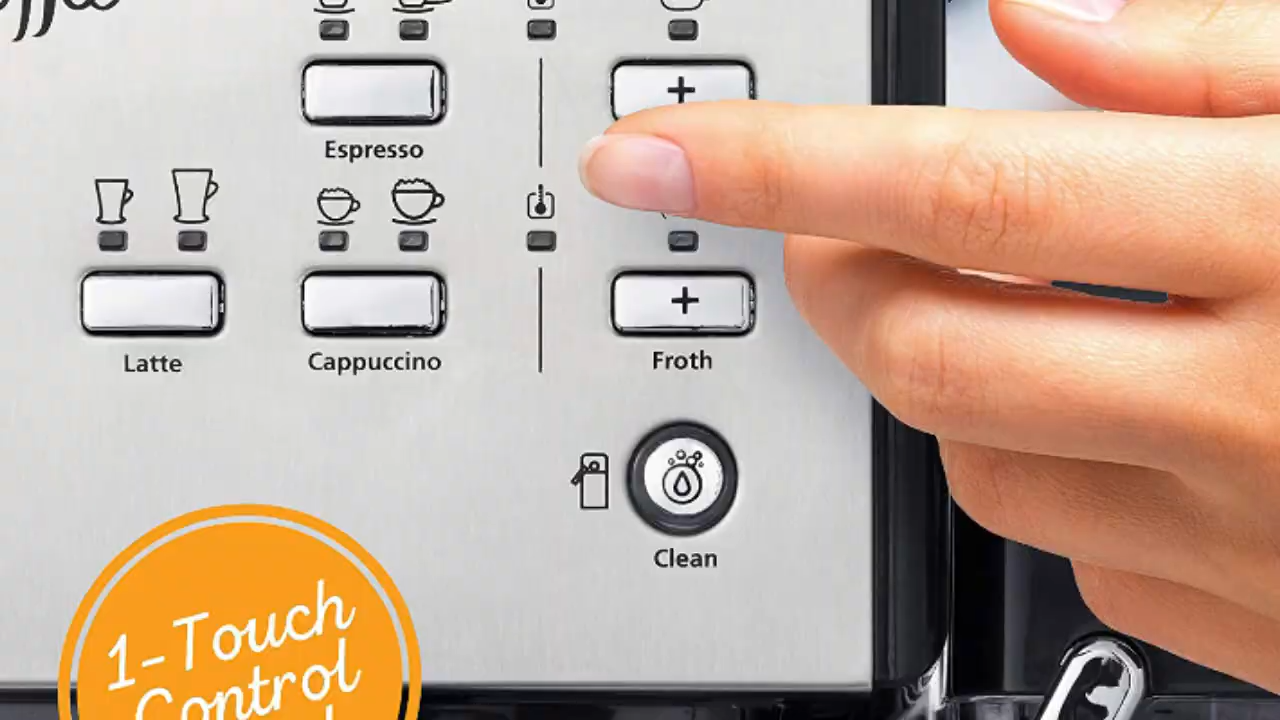 +
Espresso
Latte
Cappuccino
+
Froth
Clean
1-Touch
Control